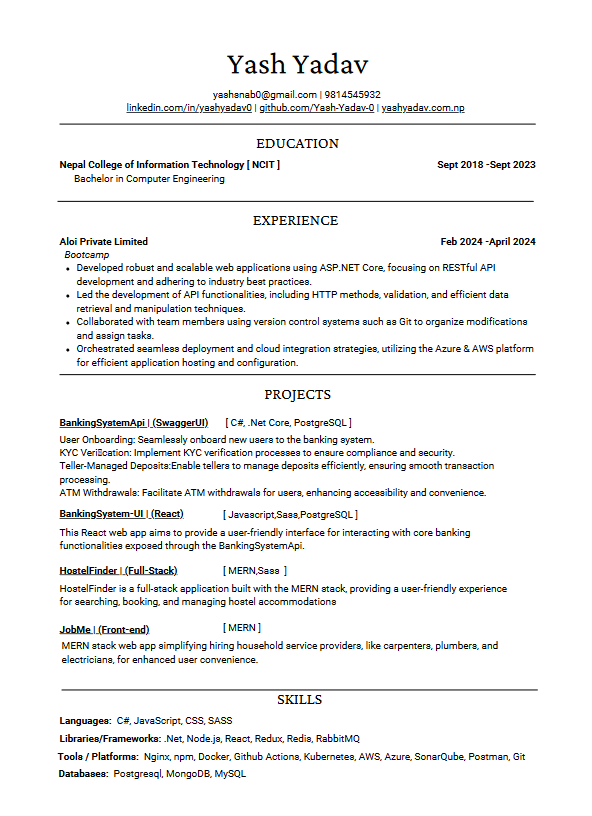 Yash Yadav
yashsnab0@gmail.com | 9814545932
linkedin.com/in/yashyadav0 | github.com/Yash-Yadav-0 | yashyadav.com.np
EDUCATION
Nepal College of Information Technology [ NCIT ] Sept 2018 -Sept 2023
Bachelor in Computer Engineering
EXPERIENCE
Aloi Private Limited Feb 2024 -April 2024
Bootcamp
• Developed robust and scalable web applications using ASP.NET Core, focusing on RESTful API
development and adhering to industry best practices.
• Led the development of API functionalities, including HTTP methods, validation, and efficient data
retrieval and manipulation techniques.
• Collaborated with team members using version control systems such as Git to organize modifications
and assign tasks.
• Orchestrated seamless deployment and cloud integration strategies, utilizing the Azure & AWS platform
for efficient application hosting and configuration.
PROJECTS
BankingSystemApi | (SwaggerUI) [ C#, .Net Core, PostgreSQL ]
User Onboarding: Seamlessly onboard new users to the banking system.
KYC Verification: Implement KYC verification processes to ensure compliance and security.
Teller-Managed Deposits:Enable tellers to manage deposits efficiently, ensuring smooth transaction
processing.
ATM Withdrawals: Facilitate ATM withdrawals for users, enhancing accessibility and convenience.
BankingSystem-UI | (React) [ Javascript,Sass,PostgreSQL ]
This React web app aims to provide a user-friendly interface for interacting with core banking
functionalities exposed through the BankingSystemApi.
HostelFinder | (Full-Stack) [ MERN,Sass ]
HostelFinder is a full-stack application built with the MERN stack, providing a user-friendly experience
for searching, booking, and managing hostel accommodations
JobMe | (Front-end) [ MERN ]
MERN stack web app simplifying hiring household service providers, like carpenters, plumbers, and
electricians, for enhanced user convenience.
SKILLS
Languages: C#, JavaScript, CSS, SASS
Libraries/Frameworks: .Net, Node.js, React, Redux, Redis, RabbitMQ
Tools / Platforms: Nginx, npm, Docker, Github Actions, Kubernetes, AWS, Azure, SonarQube, Postman, Git
Databases: Postgresql, MongoDB, MySQL